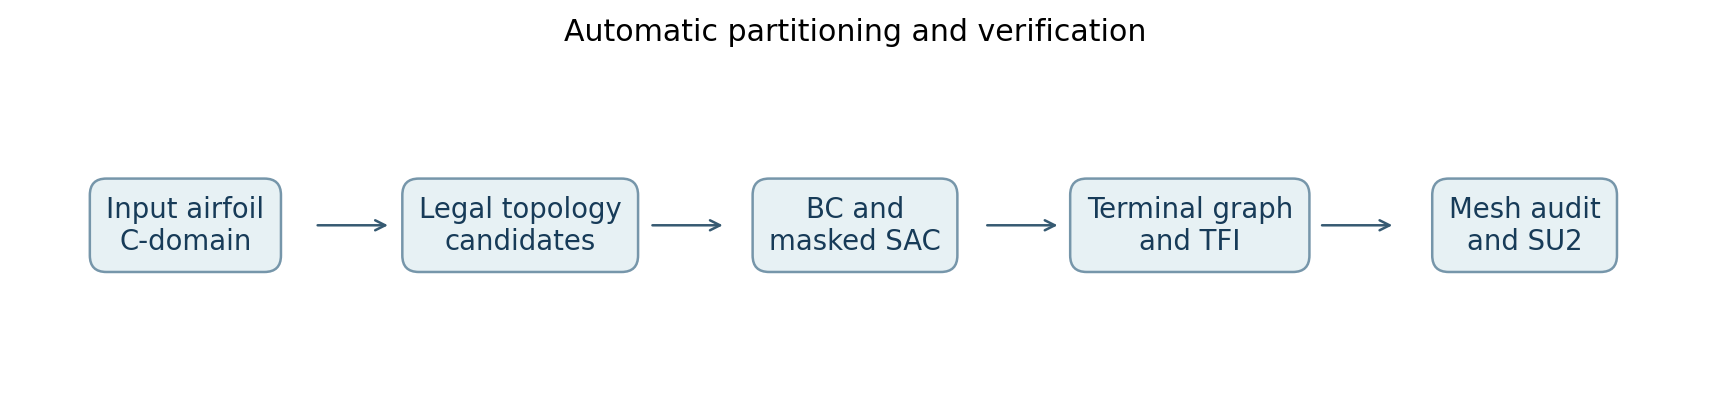 Automatic partitioning and verification
Input airfoil
C-domain
Legal topology
candidates
BC and
masked SAC
Terminal graph
and TFI
Mesh audit
and SU2